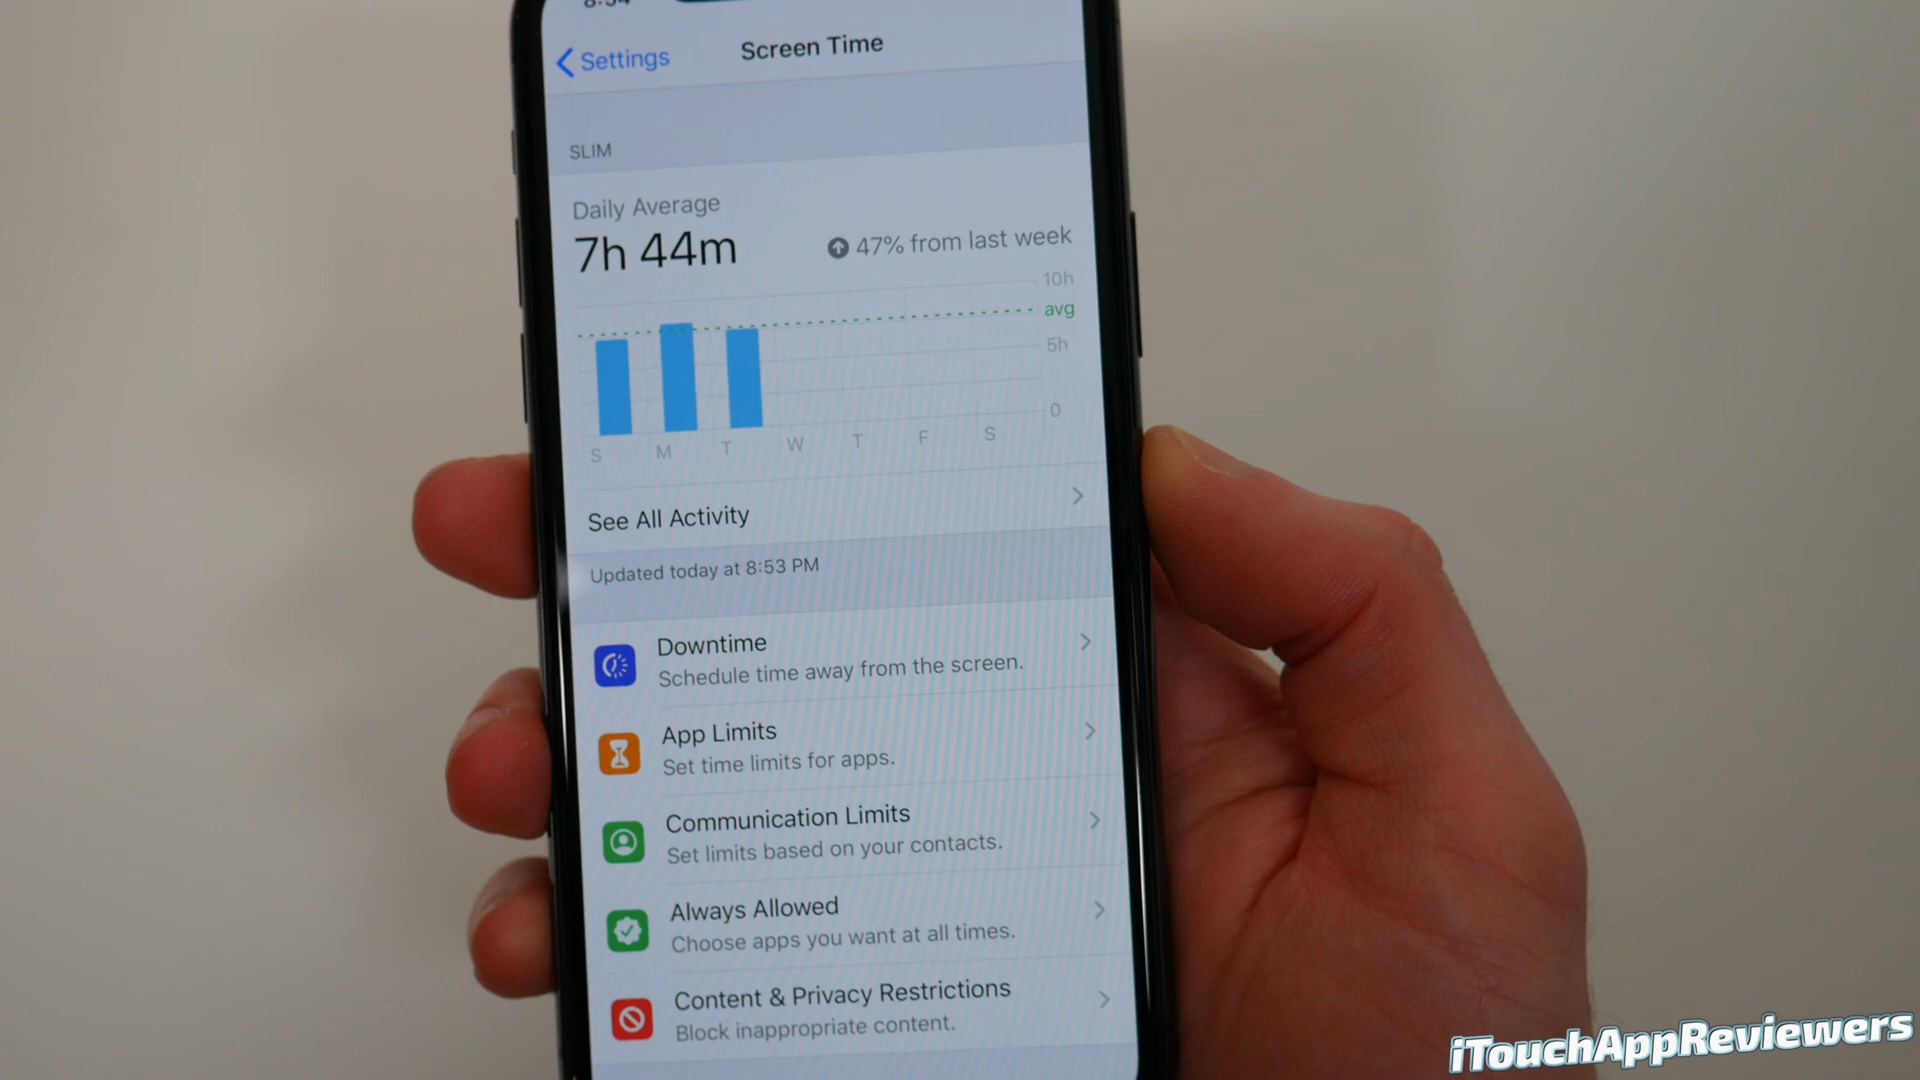 8:54
Settings
Screen Time
SLIM
Daily Average
7h 44m
47% from last week
10h
avg
5h
0
S M T W T F S
See All Activity
Updated today at 8:53 PM
Downtime
Schedule time away from the screen.
App Limits
Set time limits for apps.
Communication Limits
Set limits based on your contacts.
Always Allowed
Choose apps you want at all times.
Content & Privacy Restrictions
Block inappropriate content.
iTouchAppReviewers